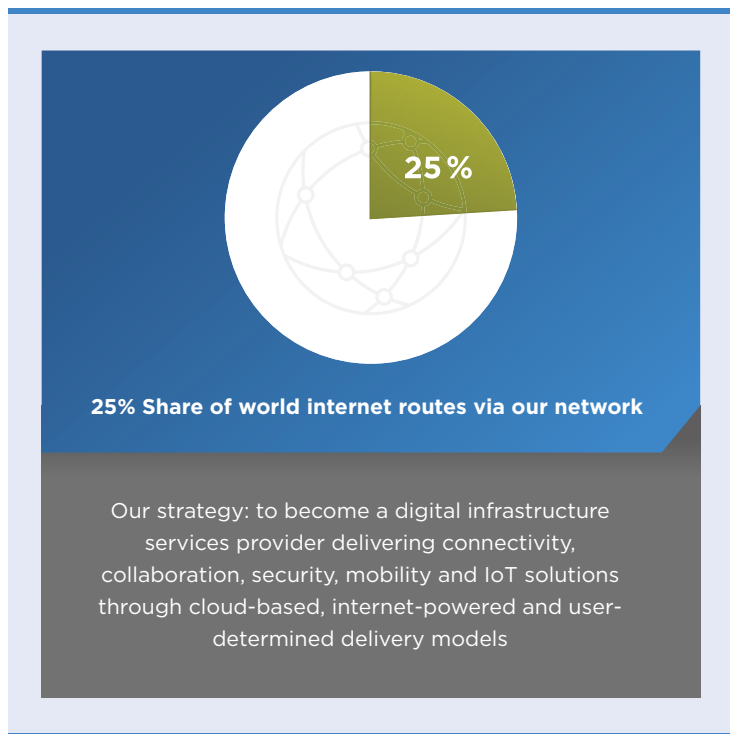 25 %
25% Share of world internet routes via our network
Our strategy: to become a digital infrastructure
services provider delivering connectivity,
collaboration, security, mobility and IoT solutions
through cloud-based, internet-powered and user-
determined delivery models